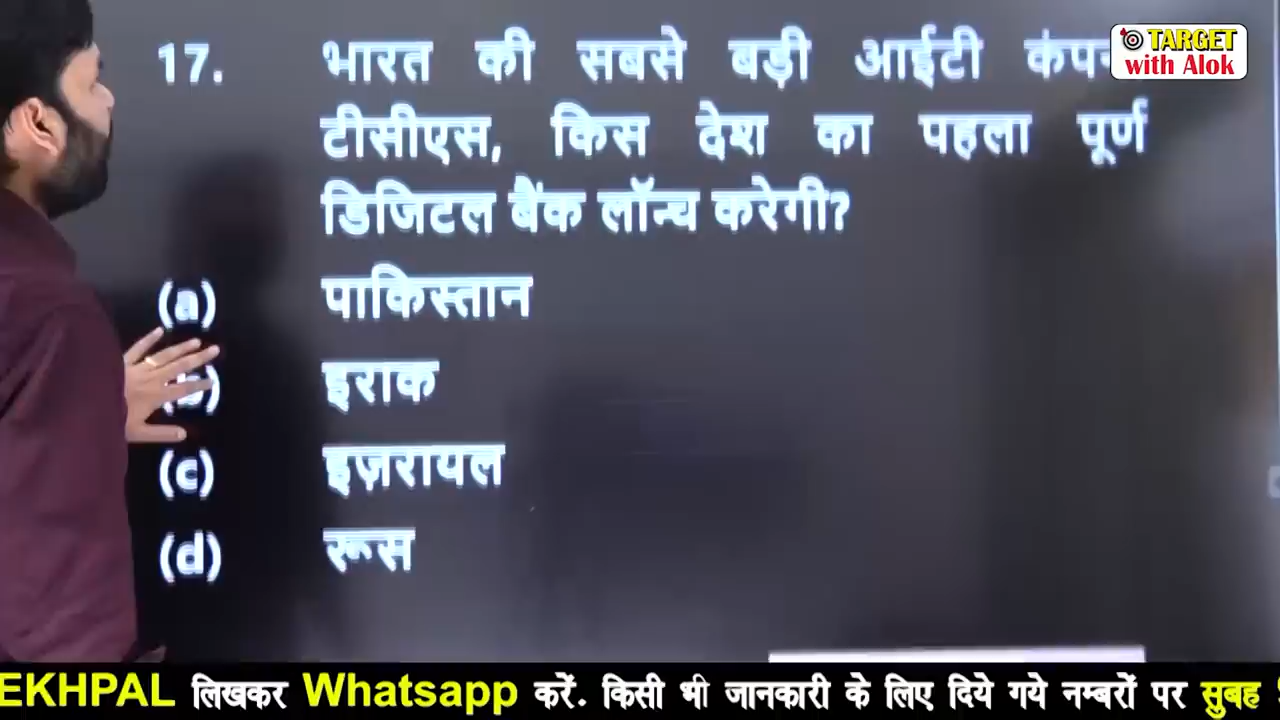 TARGET
with Alok
17. भारत की सबसे बड़ी आईटी
टीसीएस, किस देश का पहला पूर्ण
डिजिटल बैंक लॉन्च करेगी?
(a) पाकिस्तान
(b) इराक
(c) इज़रायल
(d) रूस
EKHPAL लिखकर Whatsapp करें. किसी भी जानकारी के लिए दिये गये नम्बरों पर सुबह